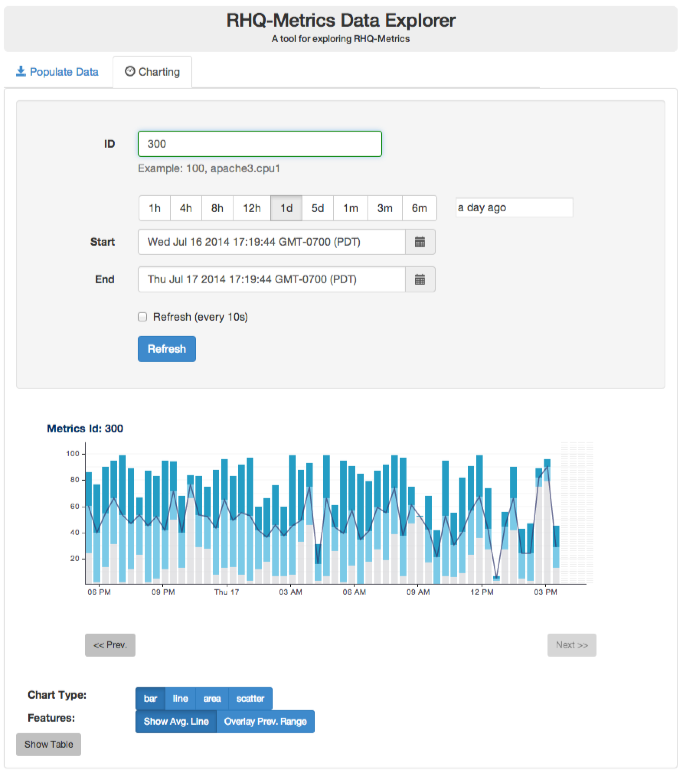 RHQ-Metrics Data Explorer
A tool for exploring RHQ-Metrics
Populate Data Charting
ID 300
Example: 100, apache3.cpu1
1h 4h 8h 12h 1d 5d 1m 3m 6m a day ago
Start Wed Jul 16 2014 17:19:44 GMT-0700 (PDT)
End Thu Jul 17 2014 17:19:44 GMT-0700 (PDT)
Refresh (every 10s)
Refresh
Metrics Id: 300
100
80
60
40
20
06 PM 09 PM Thu 17 03 AM 06 AM 09 AM 12 PM 03 PM
<< Prev. Next >>
Chart Type: bar line area scatter
Features: Show Avg. Line Overlay Prev. Range
Show Table